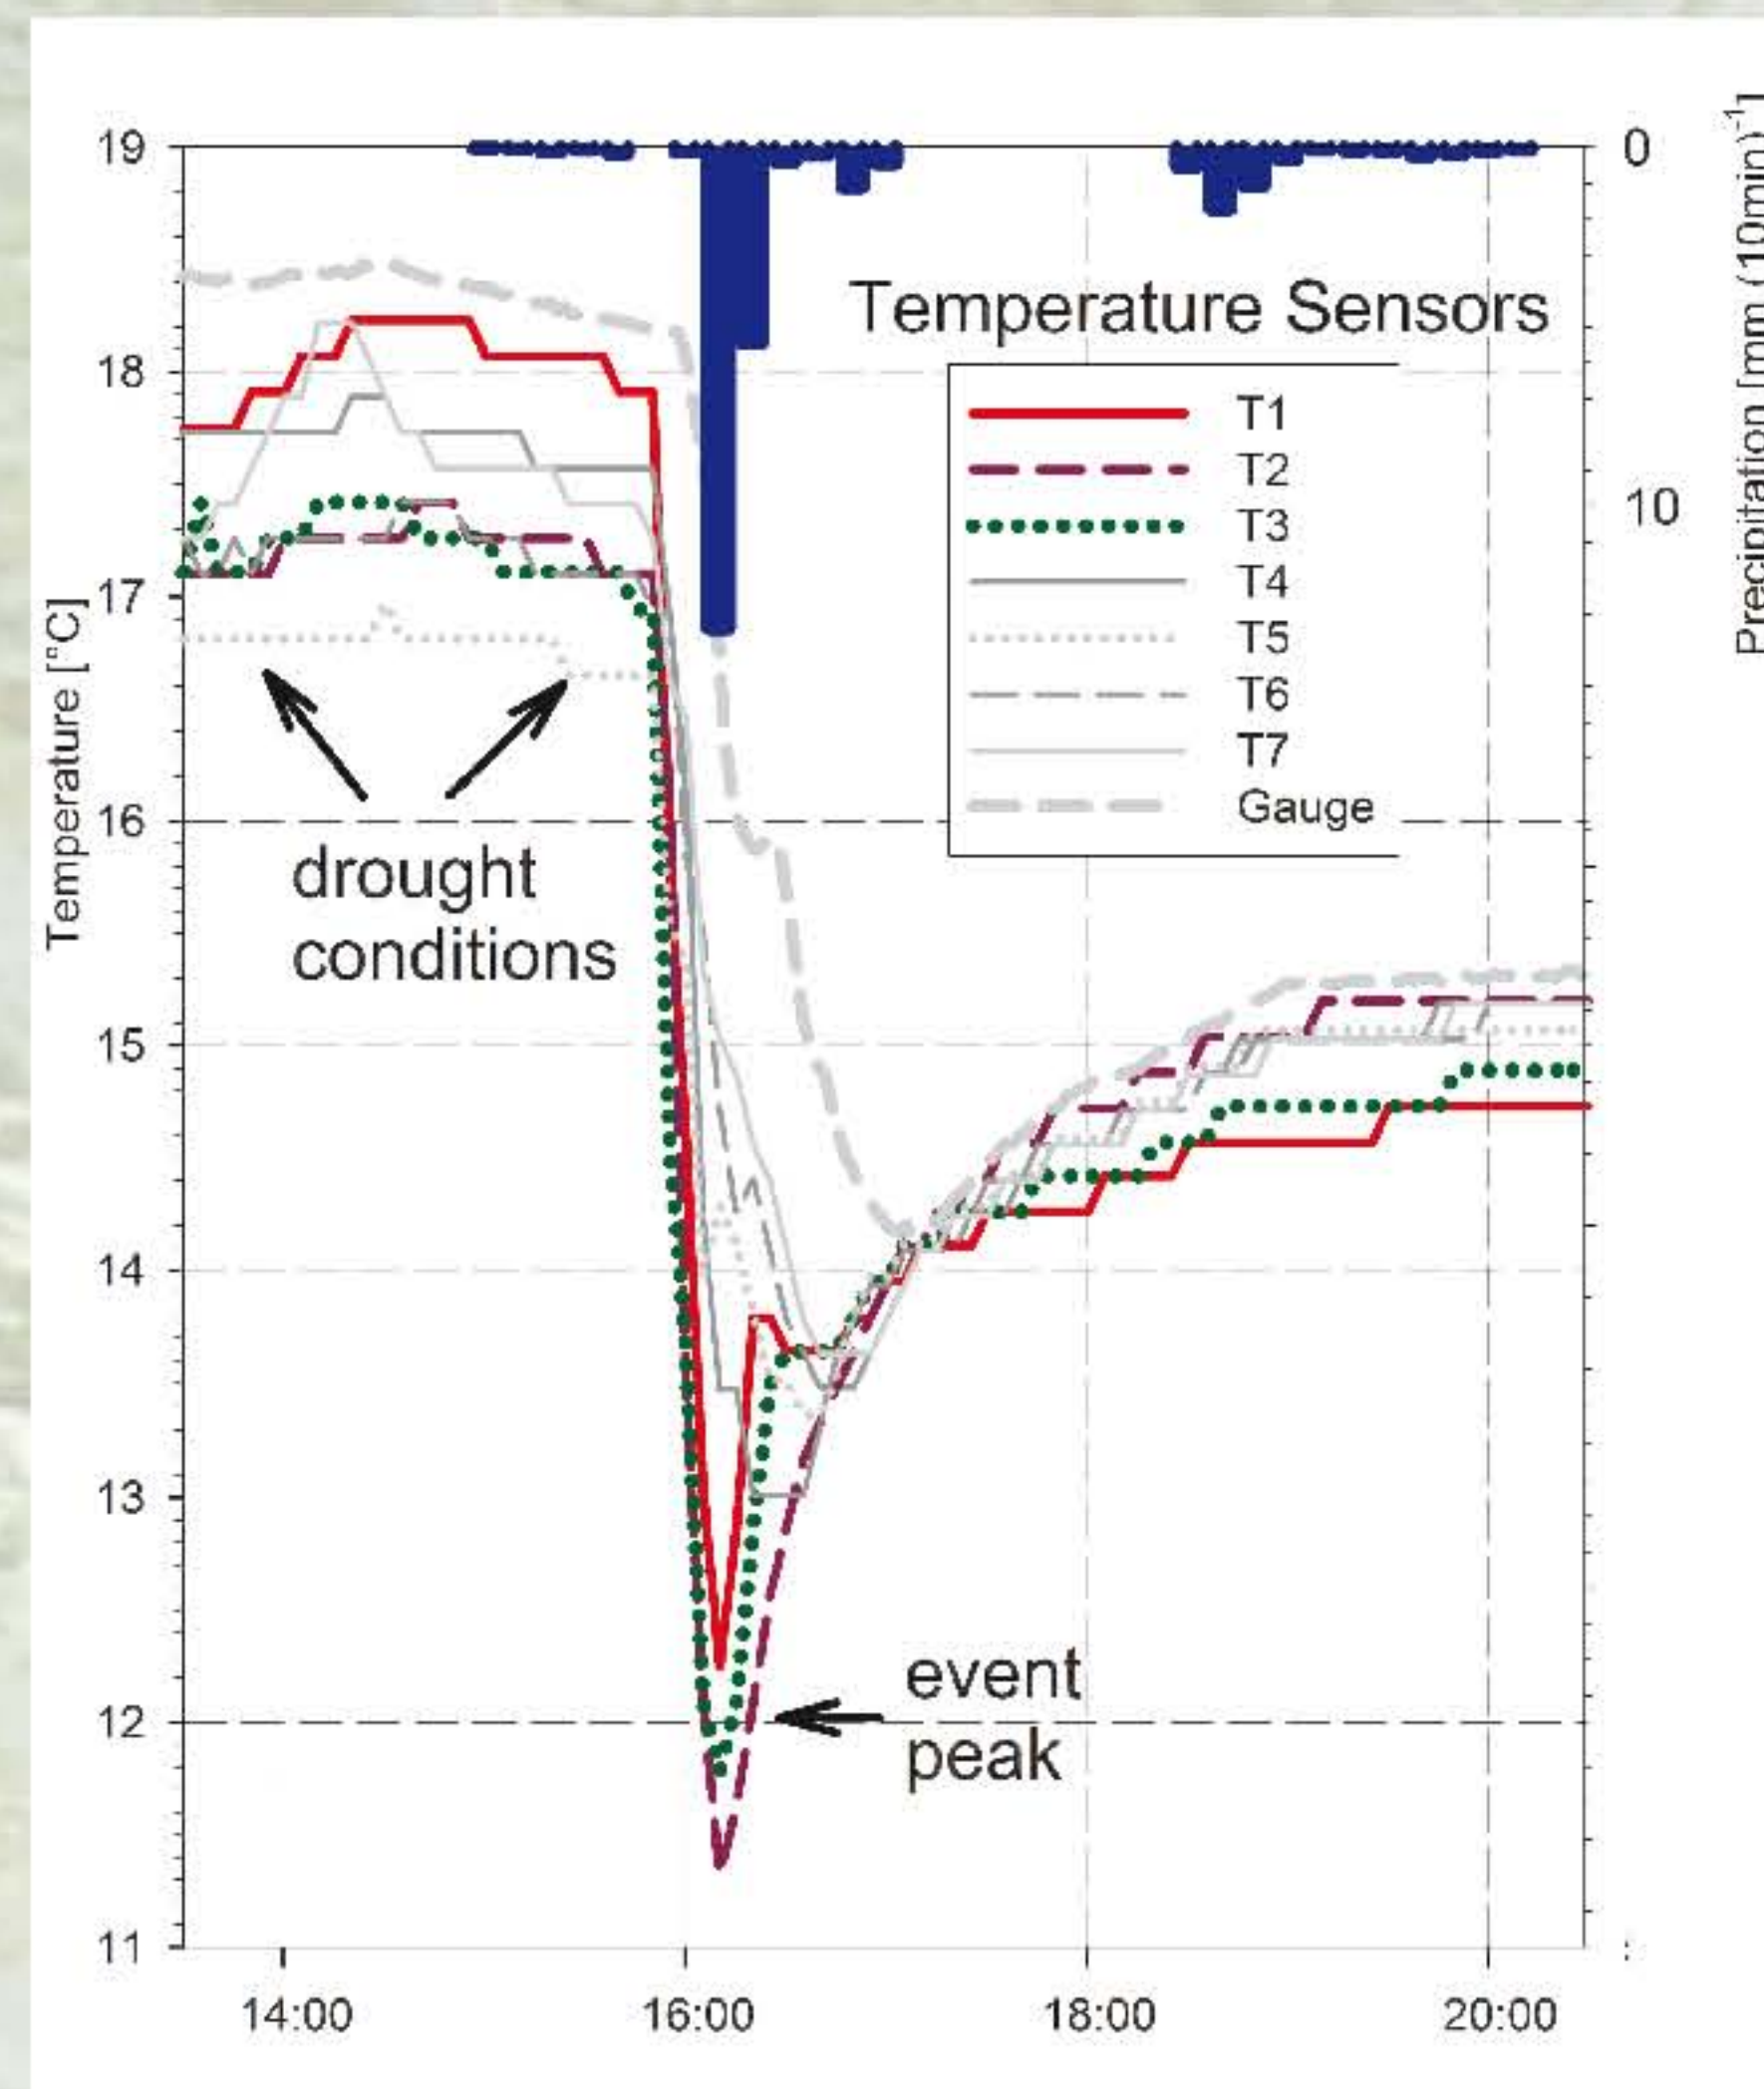 19
18
17
16
15
14
13
12
11
Temperature [°C]
0
10
Precipitation [mm (10min)⁻¹]
14:00
16:00
18:00
20:00
Temperature Sensors
T1
T2
T3
T4
T5
T6
T7
Gauge
drought
conditions
event
peak